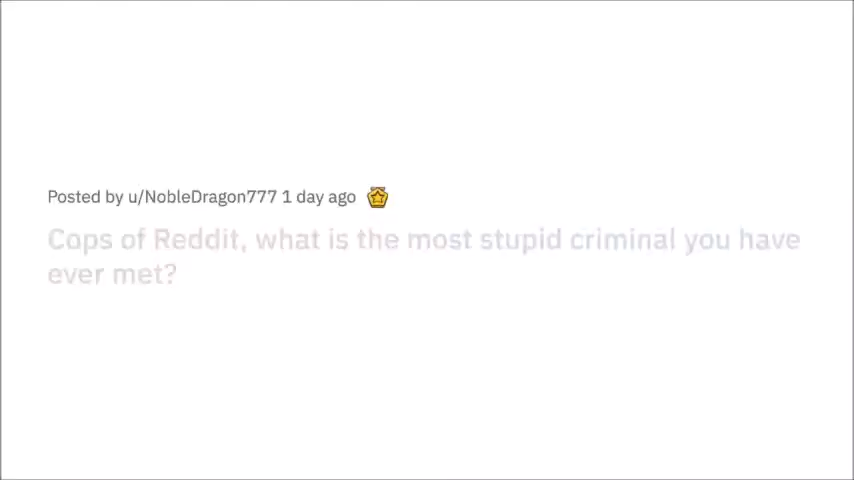 Posted by u/NobleDragon777 1 day ago
Cops of Reddit, what is the most stupid criminal you have
ever met?